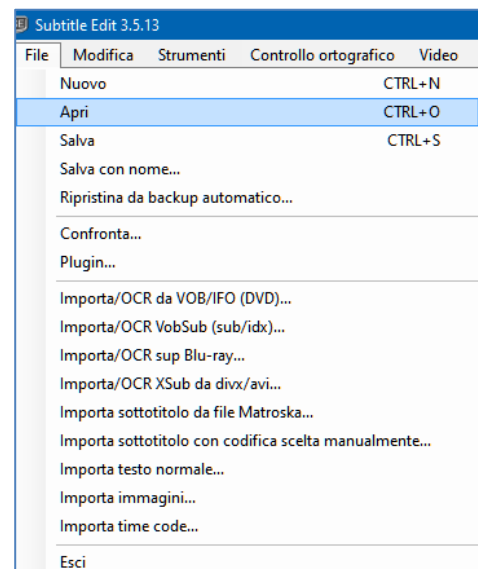 Subtitle Edit 3.5.13
File Modifica Strumenti Controllo ortografico Video
Nuovo CTRL+N
Apri CTRL+O
Salva CTRL+S
Salva con nome...
Ripristina da backup automatico...
Confronta...
Plugin...
Importa/OCR da VOB/IFO (DVD)...
Importa/OCR VobSub (sub/idx)...
Importa/OCR sup Blu-ray...
Importa/OCR XSub da divx/avi...
Importa sottotitolo da file Matroska...
Importa sottotitolo con codifica scelta manualmente...
Importa testo normale...
Importa immagini...
Importa time code...
Esci